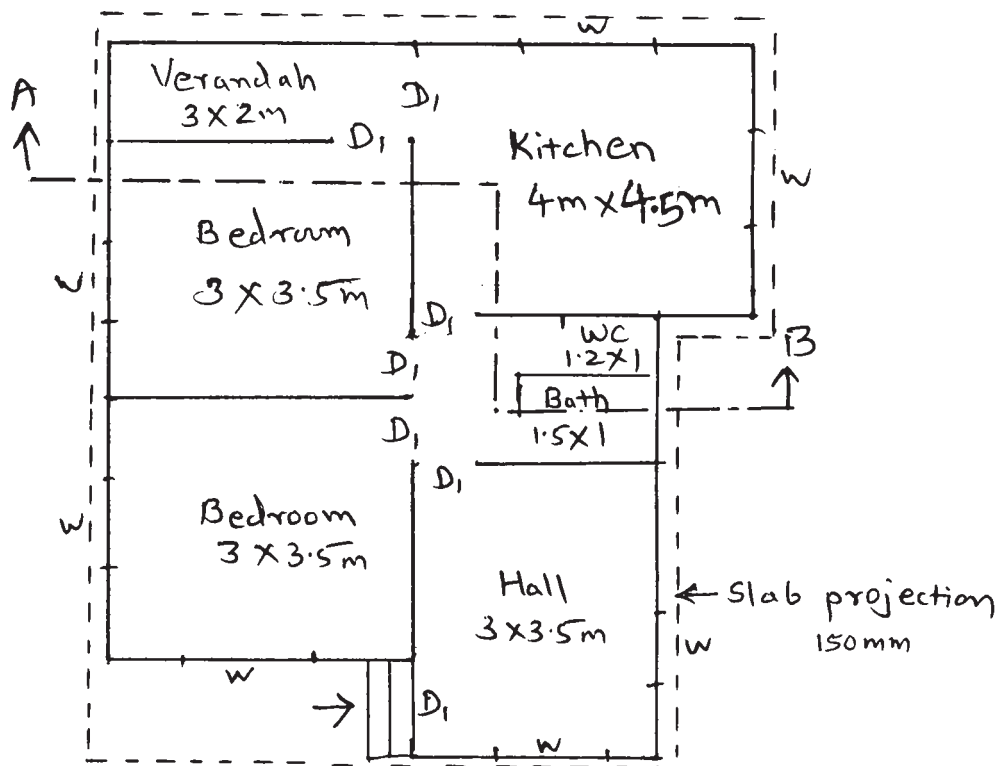 W
Verandah
3 X 2m
A
D1
D1
Kitchen
4m x 4.5m
W
Bedroom
3 X 3.5m
W
D1
WC
1.2X1
B
D1
Bath
1.5X1
D1
D1
W
Bedroom
3 X 3.5m
Hall
3 X 3.5m
Slab projection
150mm
W
W
D1
W